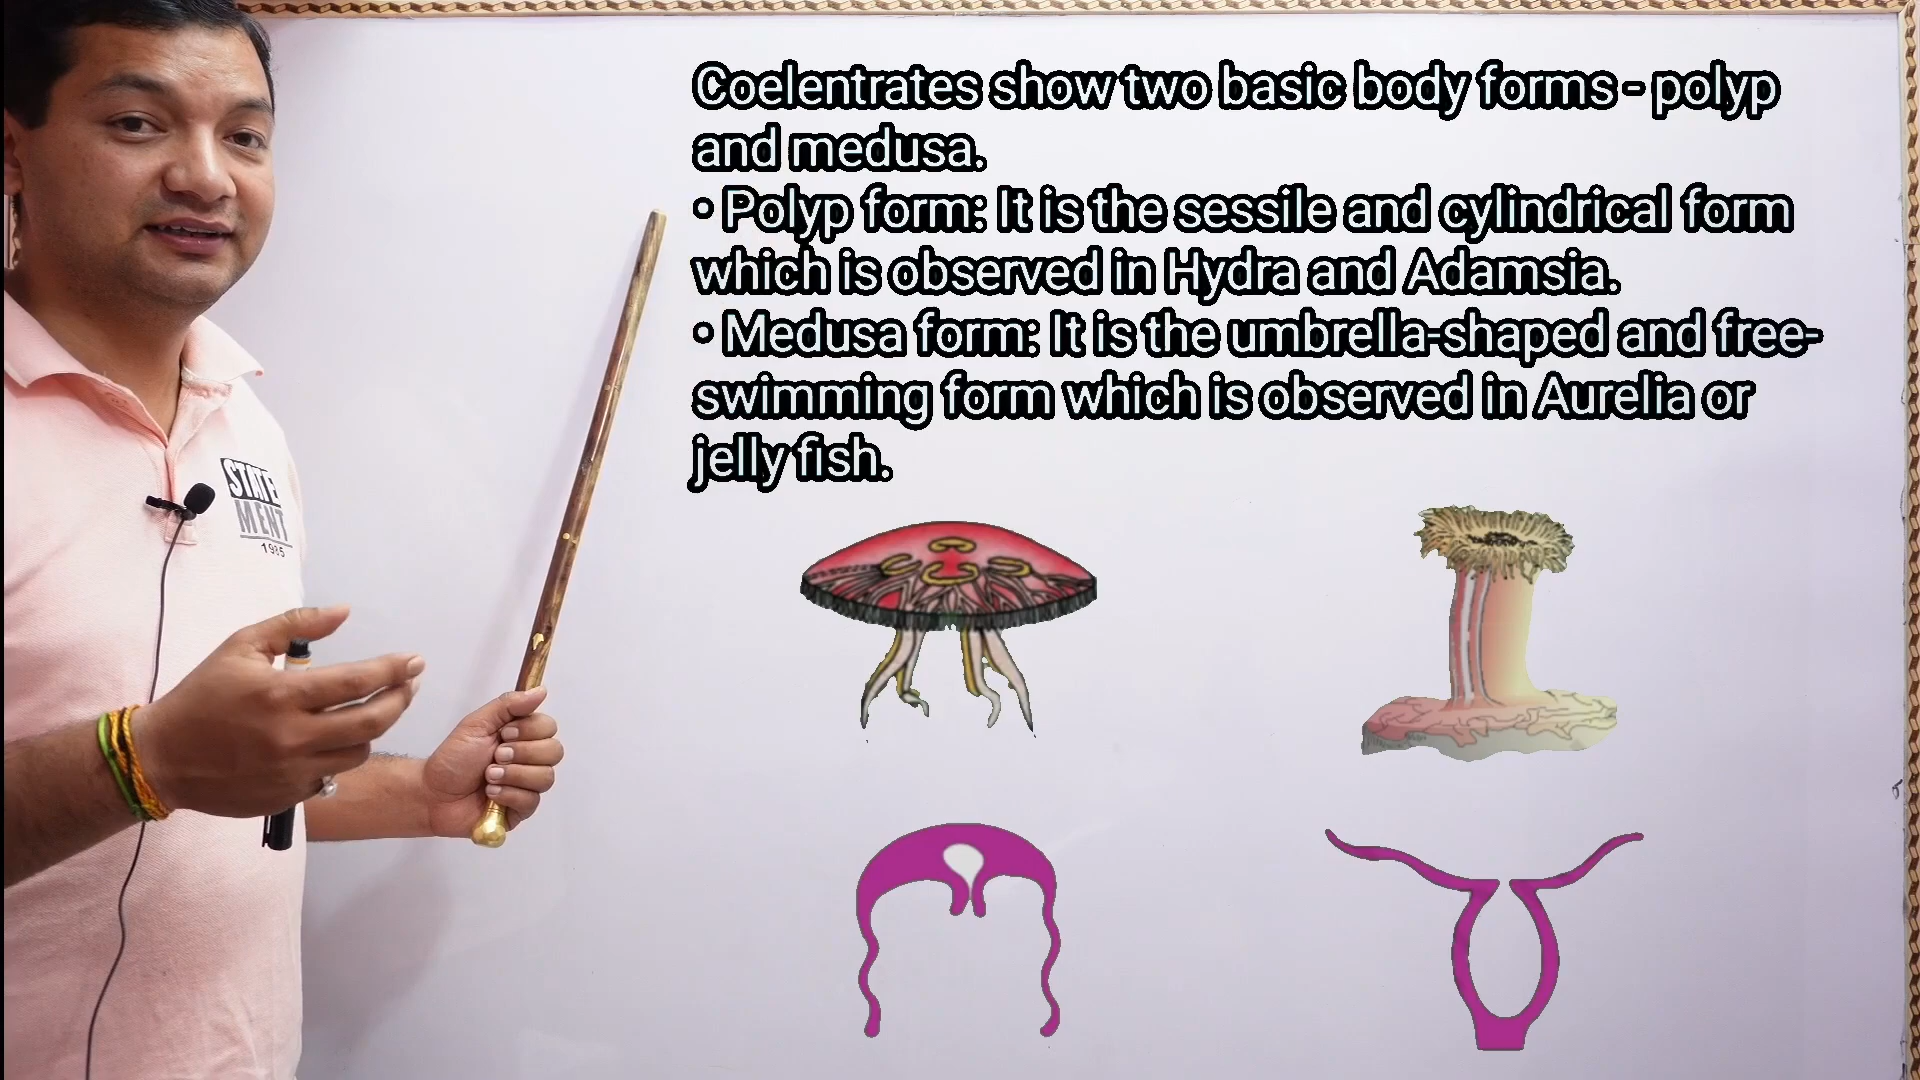 Coelentrates show two basic body forms - polyp
and medusa.
• Polyp form: It is the sessile and cylindrical form
which is observed in Hydra and Adamsia.
• Medusa form: It is the umbrella-shaped and free-
swimming form which is observed in Aurelia or
jelly fish.
STATE
MENT
1985